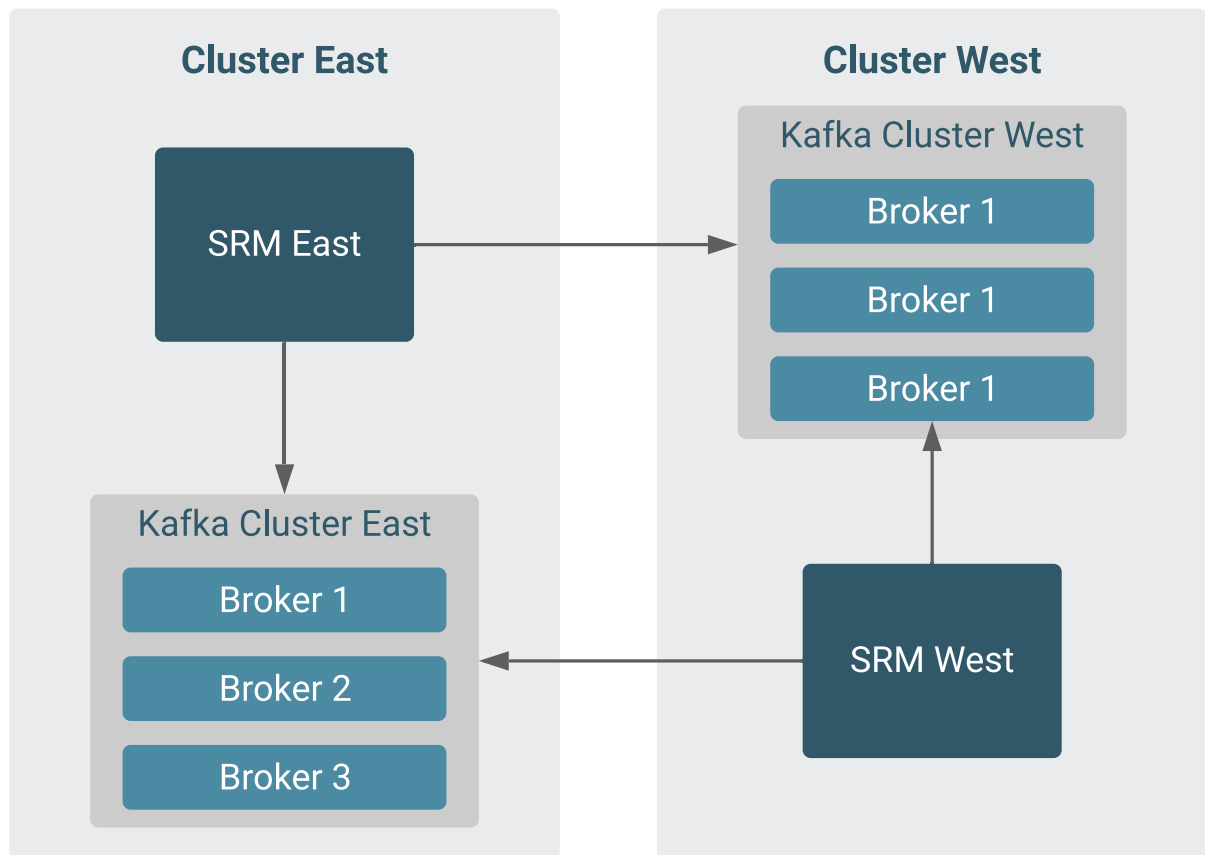 Cluster East
SRM East
Kafka Cluster East
Broker 1
Broker 2
Broker 3
Cluster West
Kafka Cluster West
Broker 1
Broker 1
Broker 1
SRM West